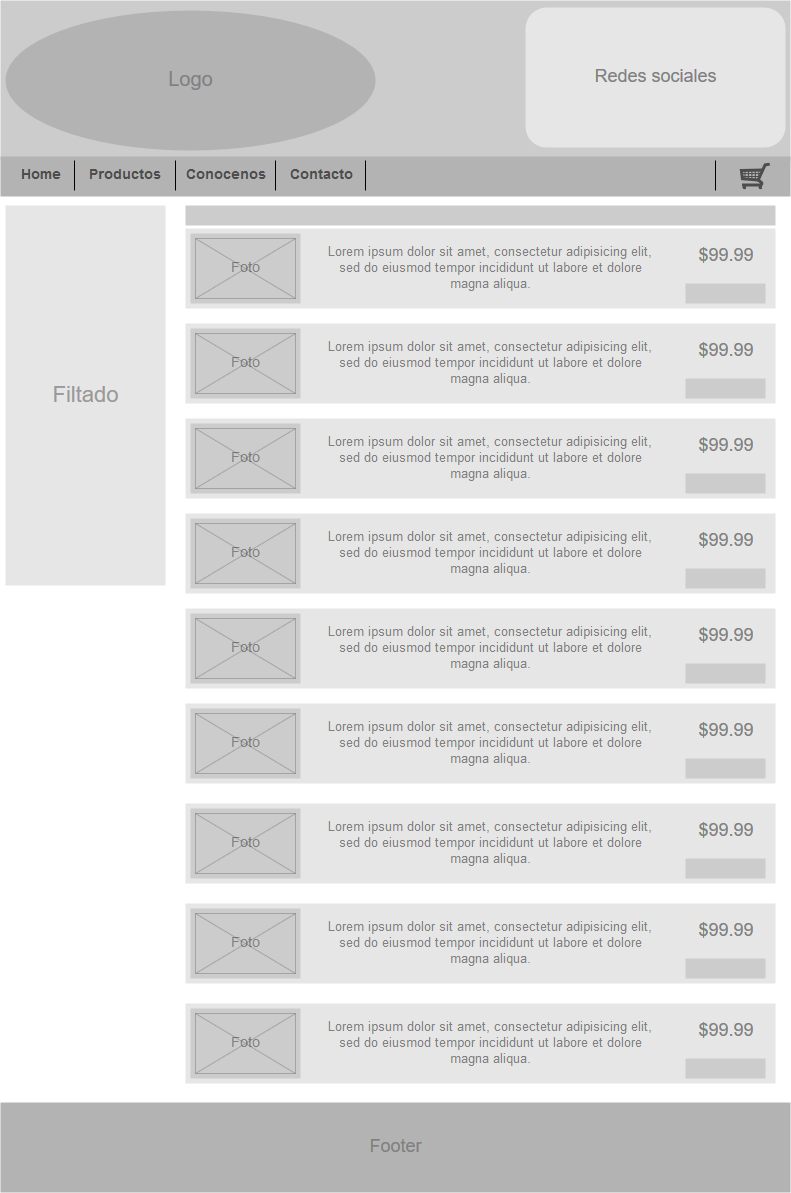 Logo
Redes sociales
Home Productos Conocenos Contacto
Filtado
Foto
Lorem ipsum dolor sit amet, consectetur adipisicing elit,
sed do eiusmod tempor incididunt ut labore et dolore
magna aliqua.
$99.99
Foto
Lorem ipsum dolor sit amet, consectetur adipisicing elit,
sed do eiusmod tempor incididunt ut labore et dolore
magna aliqua.
$99.99
Foto
Lorem ipsum dolor sit amet, consectetur adipisicing elit,
sed do eiusmod tempor incididunt ut labore et dolore
magna aliqua.
$99.99
Foto
Lorem ipsum dolor sit amet, consectetur adipisicing elit,
sed do eiusmod tempor incididunt ut labore et dolore
magna aliqua.
$99.99
Foto
Lorem ipsum dolor sit amet, consectetur adipisicing elit,
sed do eiusmod tempor incididunt ut labore et dolore
magna aliqua.
$99.99
Foto
Lorem ipsum dolor sit amet, consectetur adipisicing elit,
sed do eiusmod tempor incididunt ut labore et dolore
magna aliqua.
$99.99
Foto
Lorem ipsum dolor sit amet, consectetur adipisicing elit,
sed do eiusmod tempor incididunt ut labore et dolore
magna aliqua.
$99.99
Foto
Lorem ipsum dolor sit amet, consectetur adipisicing elit,
sed do eiusmod tempor incididunt ut labore et dolore
magna aliqua.
$99.99
Foto
Lorem ipsum dolor sit amet, consectetur adipisicing elit,
sed do eiusmod tempor incididunt ut labore et dolore
magna aliqua.
$99.99
Footer